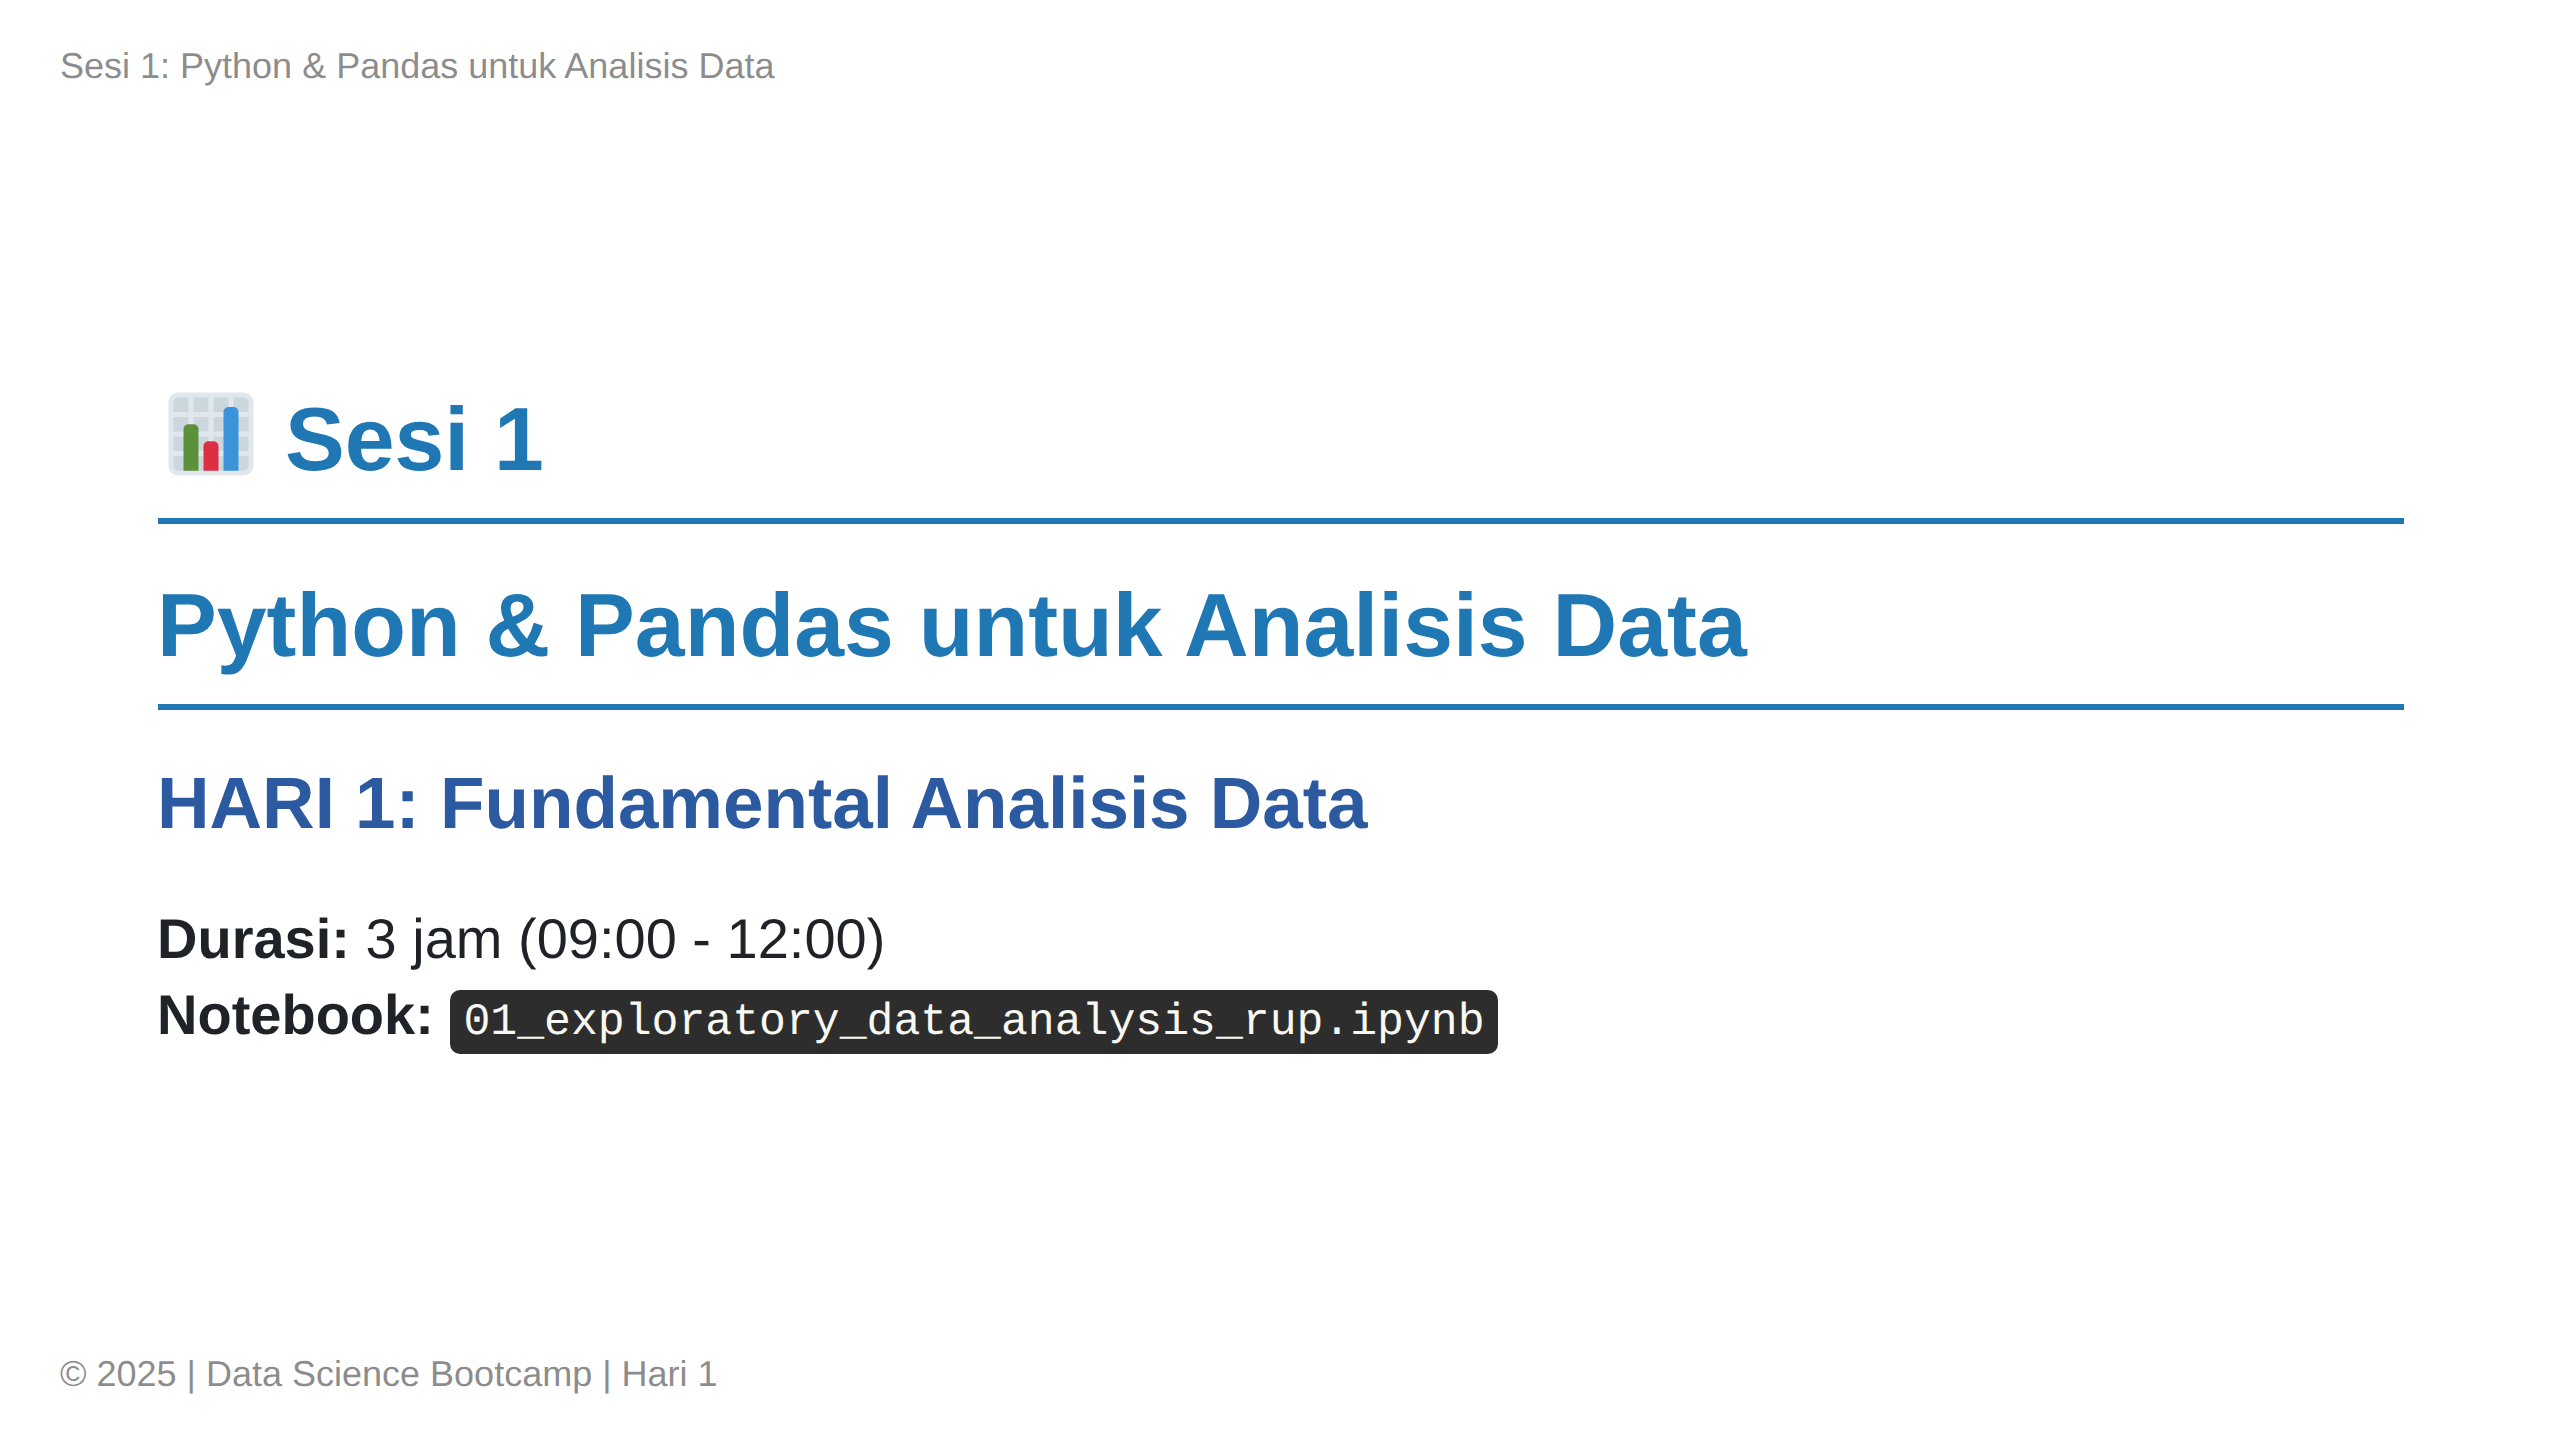 Sesi 1: Python & Pandas untuk Analisis Data
Sesi 1
Python & Pandas untuk Analisis Data
HARI 1: Fundamental Analisis Data
Durasi: 3 jam (09:00 - 12:00)
Notebook: 01_exploratory_data_analysis_rup.ipynb
© 2025 | Data Science Bootcamp | Hari 1